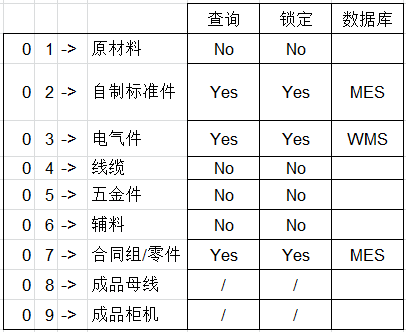 查询 锁定 数据库
0 1 -> 原材料 No No
0 2 -> 自制标准件 Yes Yes MES
0 3 -> 电气件 Yes Yes WMS
0 4 -> 线缆 No No
0 5 -> 五金件 No No
0 6 -> 辅料 No No
0 7 -> 合同组/零件 Yes Yes MES
0 8 -> 成品母线 / /
0 9 -> 成品柜机 / /